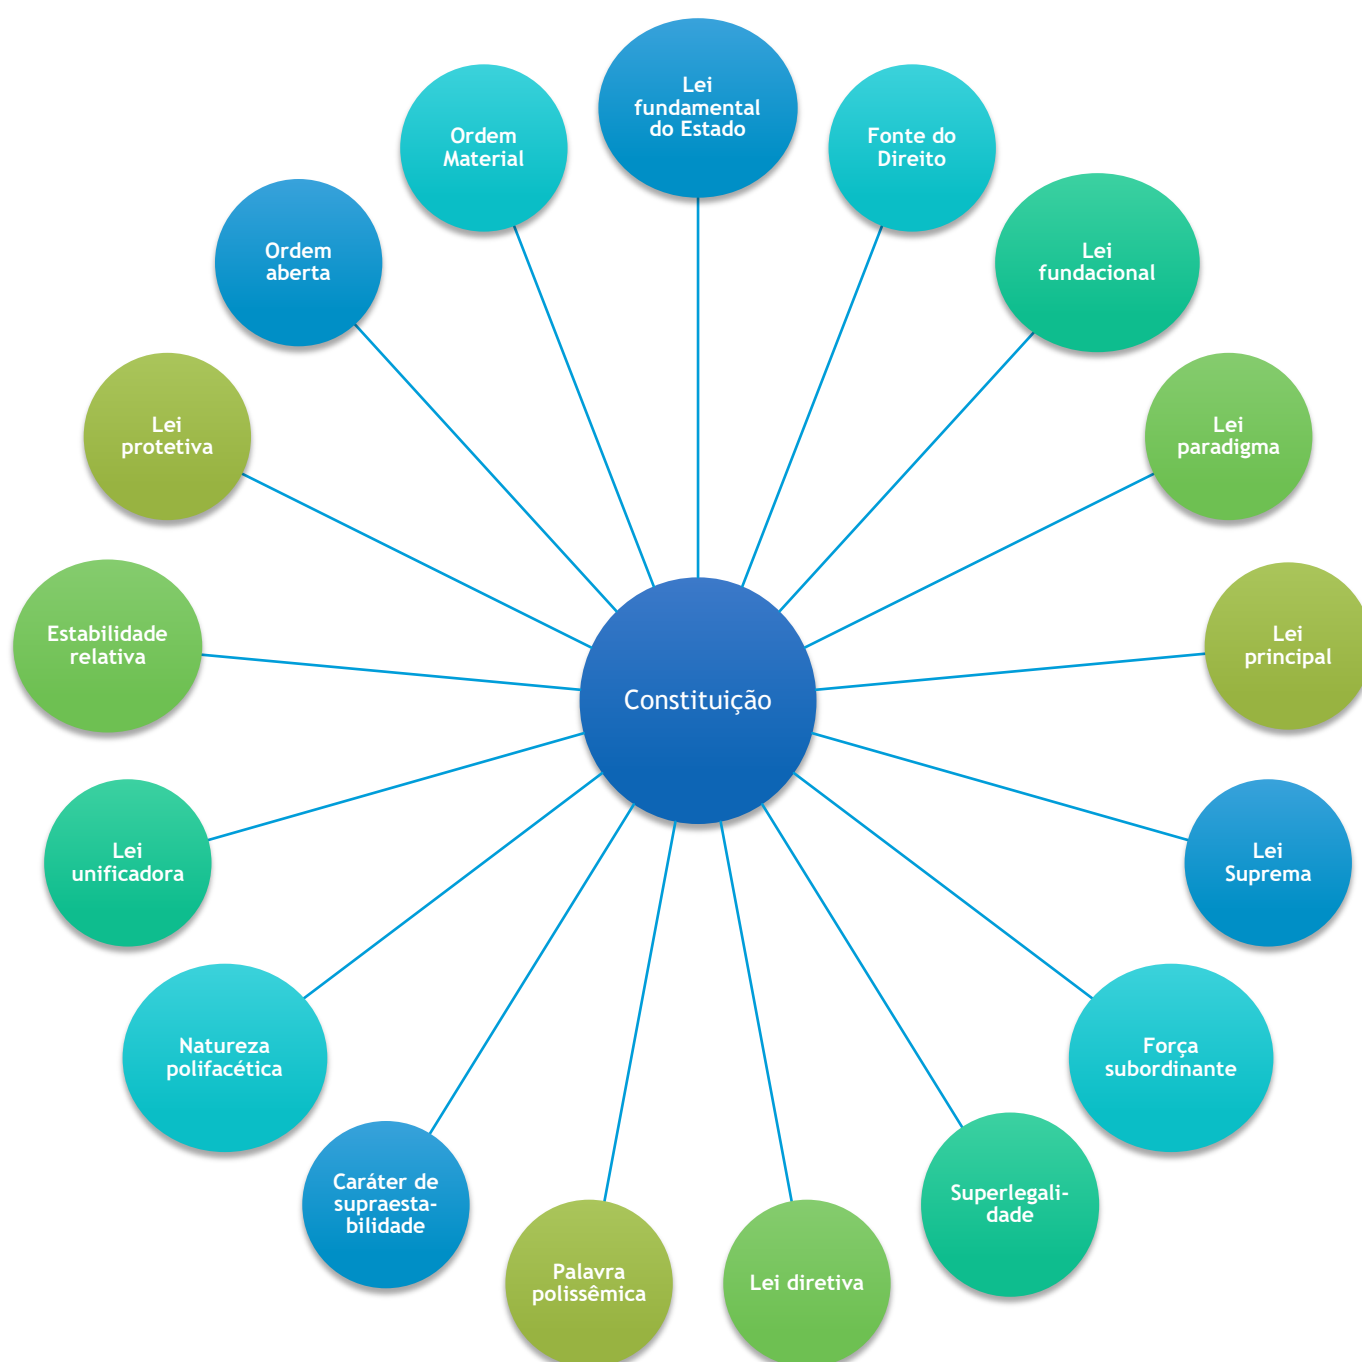 Lei
fundamental
do Estado
Fonte do
Direito
Lei
fundacional
Lei
paradigma
Lei
principal
Lei
Suprema
Força
subordinante
Superlegali-
dade
Lei diretiva
Palavra
polissêmica
Caráter de
supraesta-
bilidade
Natureza
polifacética
Lei
unificadora
Estabilidade
relativa
Lei
protetiva
Ordem
aberta
Ordem
Material
Constituição